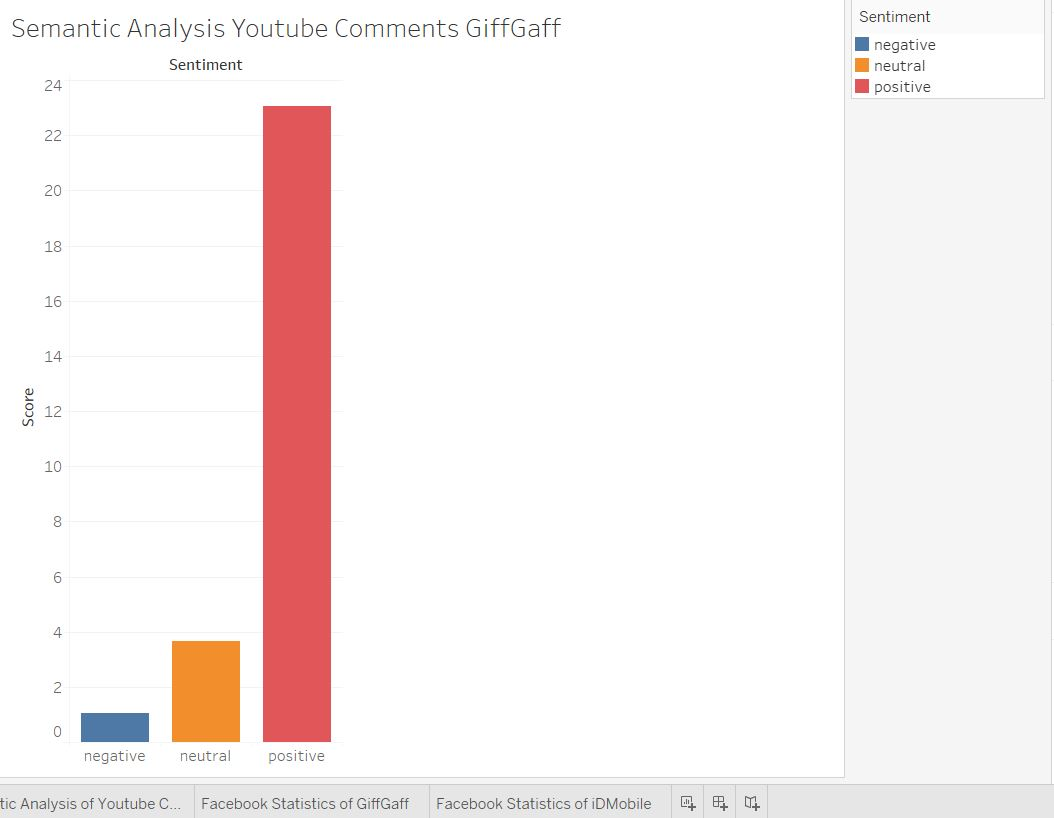 Semantic Analysis Youtube Comments GiffGaff
Sentiment
24
22
20
18
16
14
12
10
8
6
4
2
0
Score
negative neutral positive
Sentiment
negative
neutral
positive
tic Analysis of Youtube C... Facebook Statistics of GiffGaff Facebook Statistics of iDMobile